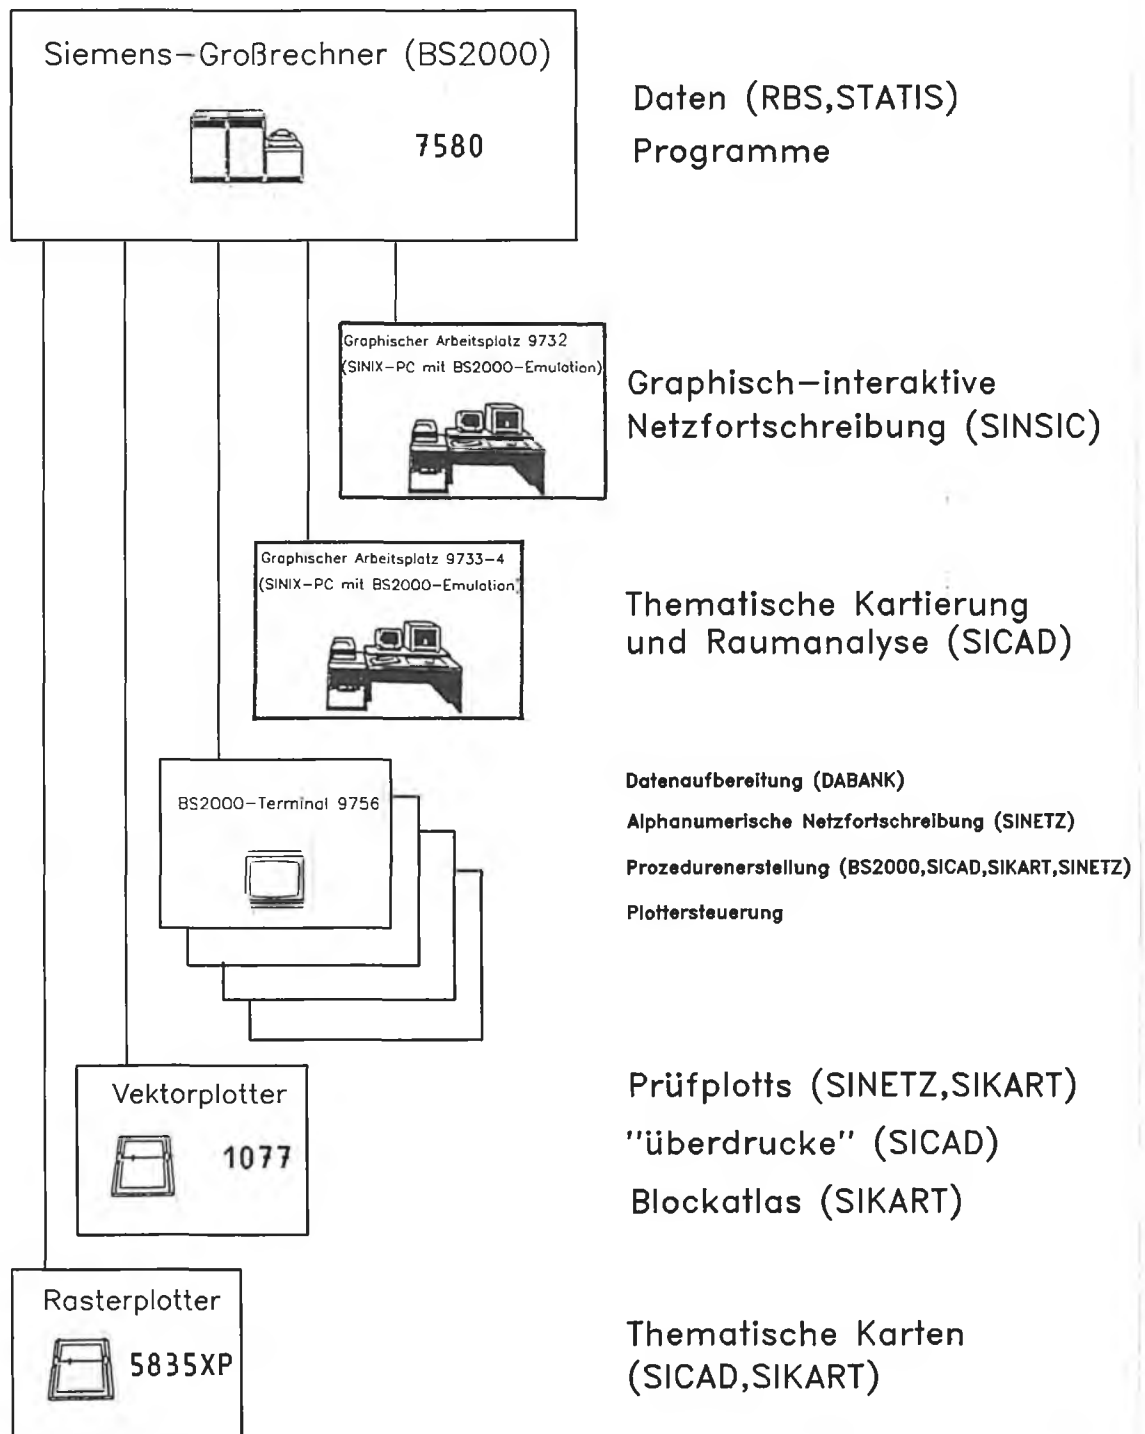 Siemens-Großrechner (BS2000)
7580
Daten (RBS,STATIS)
Programme
Graphischer Arbeitsplatz 9732
(SINIX-PC mit BS2000-Emulation)
Graphisch-interaktive
Netzfortschreibung (SINSIC)
Graphischer Arbeitsplatz 9733-4
(SINIX-PC mit BS2000-Emulation)
Thematische Kartierung
und Raumanalyse (SICAD)
BS2000-Terminal 9756
Datenaufbereitung (DABANK)
Alphanumerische Netzfortschreibung (SINETZ)
Prozedurenerstellung (BS2000,SICAD,SIKART,SINETZ)
Plottersteuerung
Vektorplotter
1077
Prüfplotts (SINETZ,SIKART)
"überdrucke" (SICAD)
Blockatlas (SIKART)
Rasterplotter
5835XP
Thematische Karten
(SICAD,SIKART)